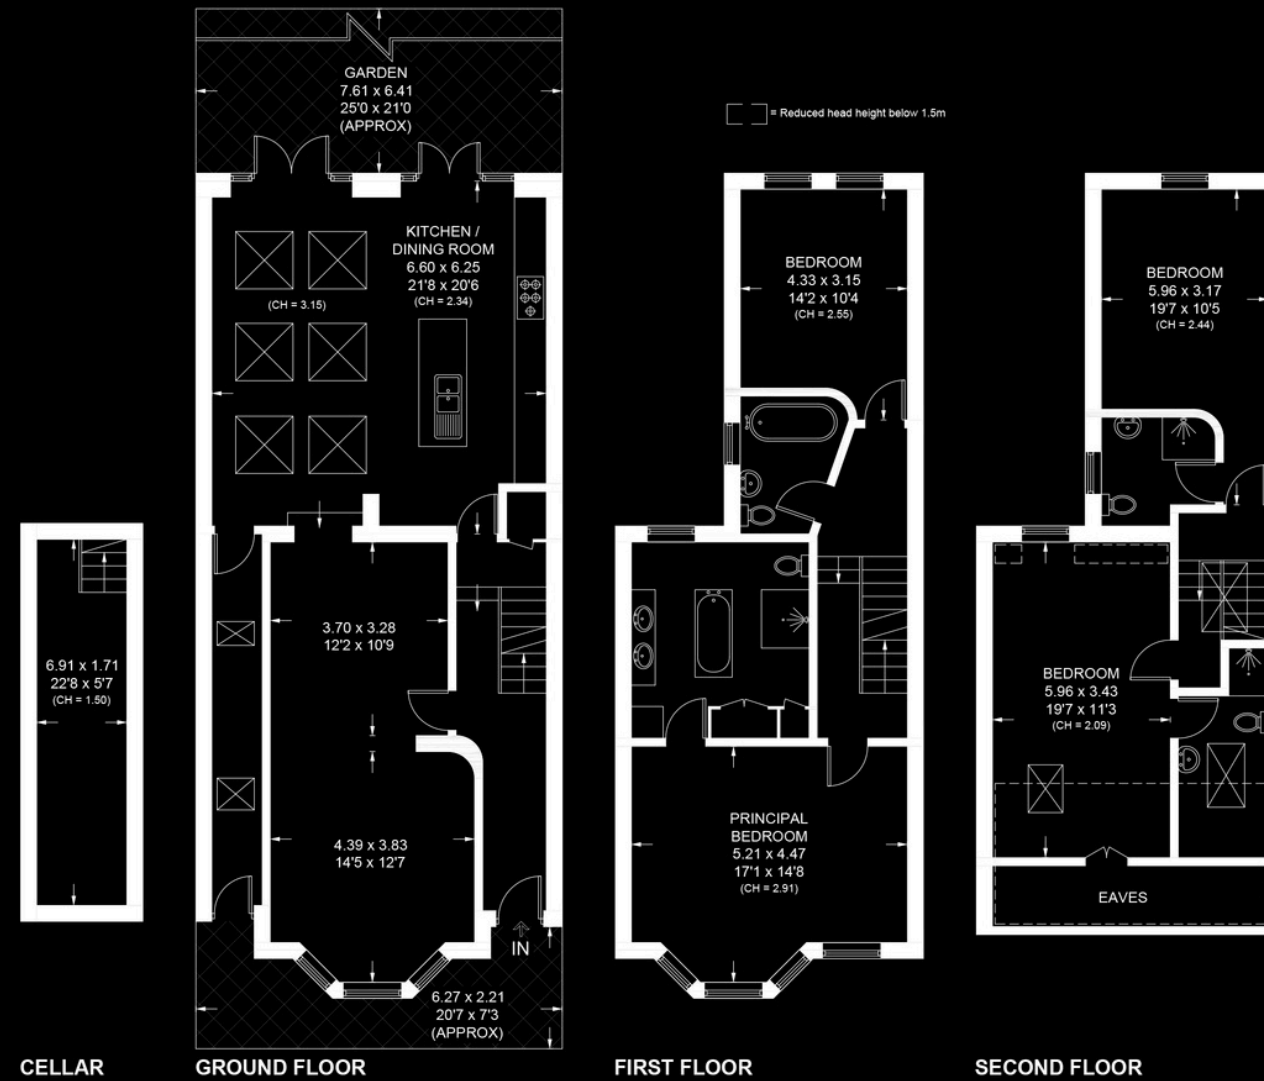 GARDEN
7.61 x 6.41
25'0 x 21'0
(APPROX)
= Reduced head height below 1.5m
KITCHEN /
DINING ROOM
6.60 x 6.25
21'8 x 20'6
(CH = 2.34)
(CH = 3.15)
BEDROOM
4.33 x 3.15
14'2 x 10'4
(CH = 2.55)
BEDROOM
5.96 x 3.17
19'7 x 10'5
(CH = 2.44)
6.91 x 1.71
22'8 x 5'7
(CH = 1.50)
3.70 x 3.28
12'2 x 10'9
4.39 x 3.83
14'5 x 12'7
IN
6.27 x 2.21
20'7 x 7'3
(APPROX)
PRINCIPAL
BEDROOM
5.21 x 4.47
17'1 x 14'8
(CH = 2.91)
BEDROOM
5.96 x 3.43
19'7 x 11'3
(CH = 2.09)
EAVES
CELLAR
GROUND FLOOR
FIRST FLOOR
SECOND FLOOR